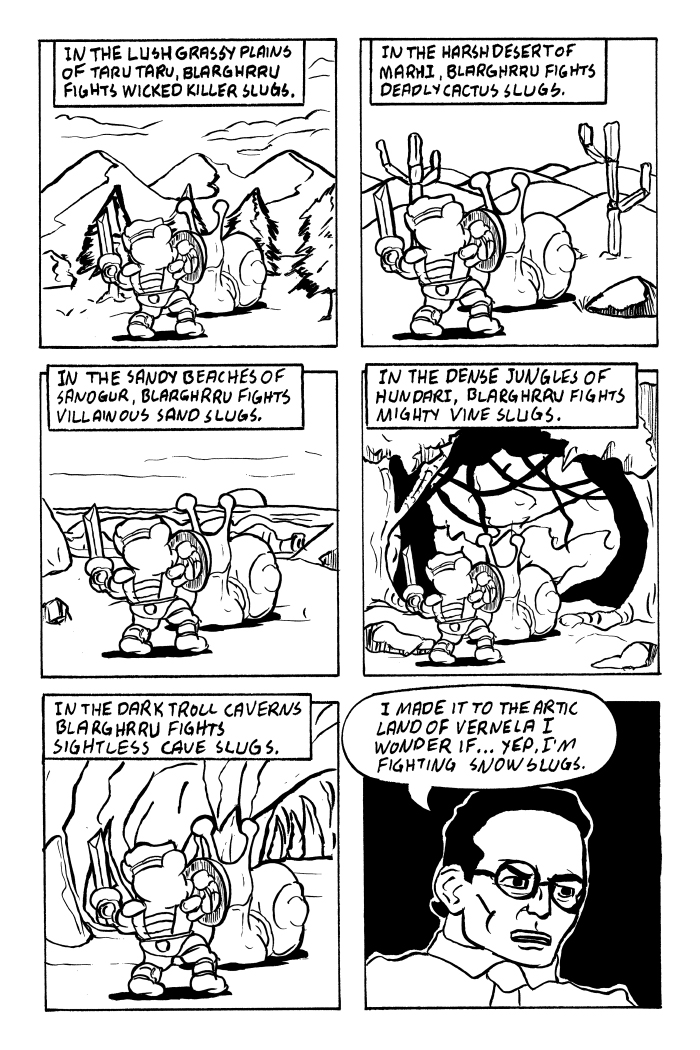 IN THE LUSH GRASSY PLAINS
OF TARU TARU, BLARGHRRU
FIGHTS WICKED KILLER SLUGS.
IN THE HARSH DESERT OF
MARHI, BLARGHRRU FIGHTS
DEADLY CACTUS SLUGS.
IN THE SANDY BEACHES OF
SANOGUR, BLARGHRRU FIGHTS
VILLAINOUS SAND SLUGS.
IN THE DENSE JUNGLES OF
HUNDARI, BLARGHRRU FIGHTS
MIGHTY VINE SLUGS.
IN THE DARK TROLL CAVERNS
BLARGHRRU FIGHTS
SIGHTLESS CAVE SLUGS.
I MADE IT TO THE ARTIC
LAND OF VERNELA I
WONDER IF... YEP, I'M
FIGHTING SNOW SLUGS.